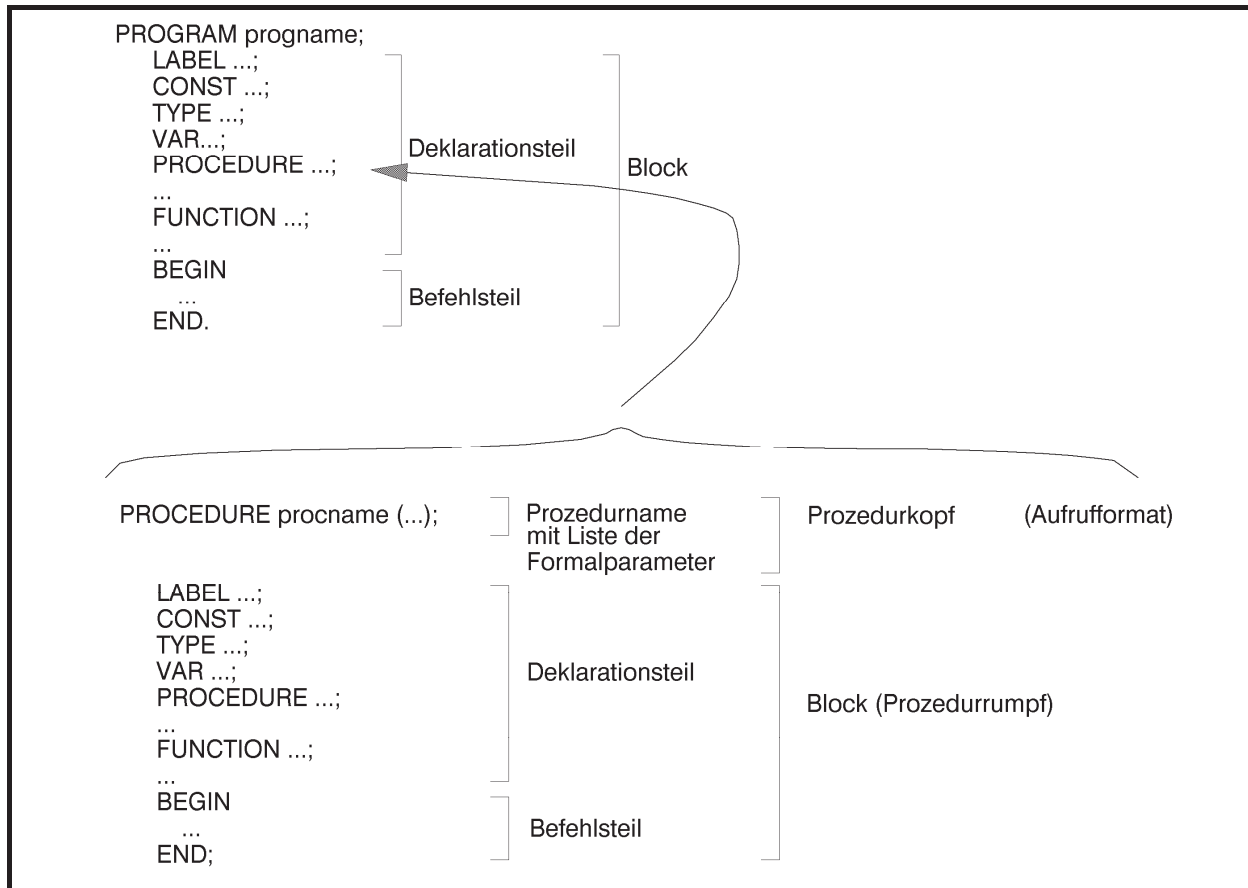 PROGRAM progname;
LABEL ...;
CONST ...;
TYPE ...;
VAR...;
PROCEDURE ...;
...
FUNCTION ...;
...
BEGIN
...
END.
Deklarationsteil
Befehlsteil
Block
PROCEDURE procname (...);
Prozedurname
mit Liste der
Formalparameter
Prozedurkopf (Aufrufformat)
LABEL ...;
CONST ...;
TYPE ...;
VAR ...;
PROCEDURE ...;
...
FUNCTION ...;
...
BEGIN
...
END;
Deklarationsteil
Befehlsteil
Block (Prozedurrumpf)